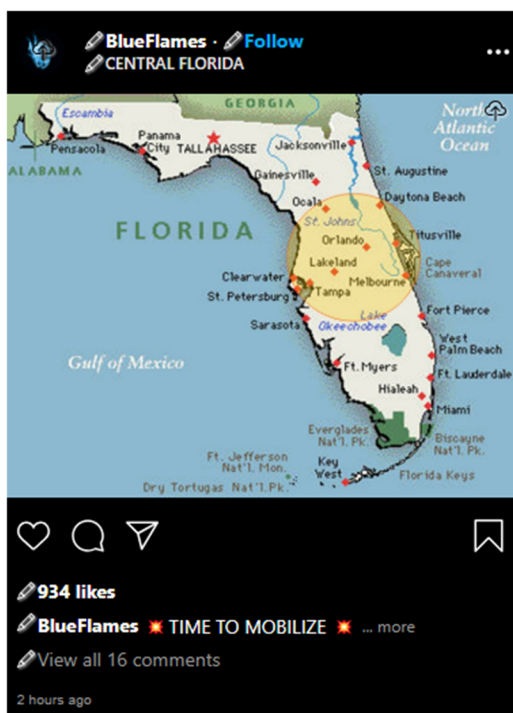 BlueFlames · Follow
CENTRAL FLORIDA
GEORGIA
Escambia
North
Atlantic
Ocean
Pensacola
Panama
City
TALLAHASSEE
Jacksonville
ALABAMA
St. Augustine
Gainesville
Ocala
Daytona Beach
St. Johns
FLORIDA
Orlando
Titusville
Lakeland
Cape
Canaveral
Clearwater
Melbourne
Tampa
St. Petersburg
Fort Pierce
Sarasota
Lake
Okeechobee
West
Palm Beach
Gulf of Mexico
Ft. Myers
Ft. Lauderdale
Hialeah
Miami
Everglades
Nat'l. Pk.
Biscayne
Nat'l. Pk.
Ft. Jefferson
Nat'l. Mon.
Key
West
Florida Keys
Dry Tortugas Nat'l. Pk.
934 likes
BlueFlames 💥 TIME TO MOBILIZE 💥 ... more
View all 16 comments
2 hours ago